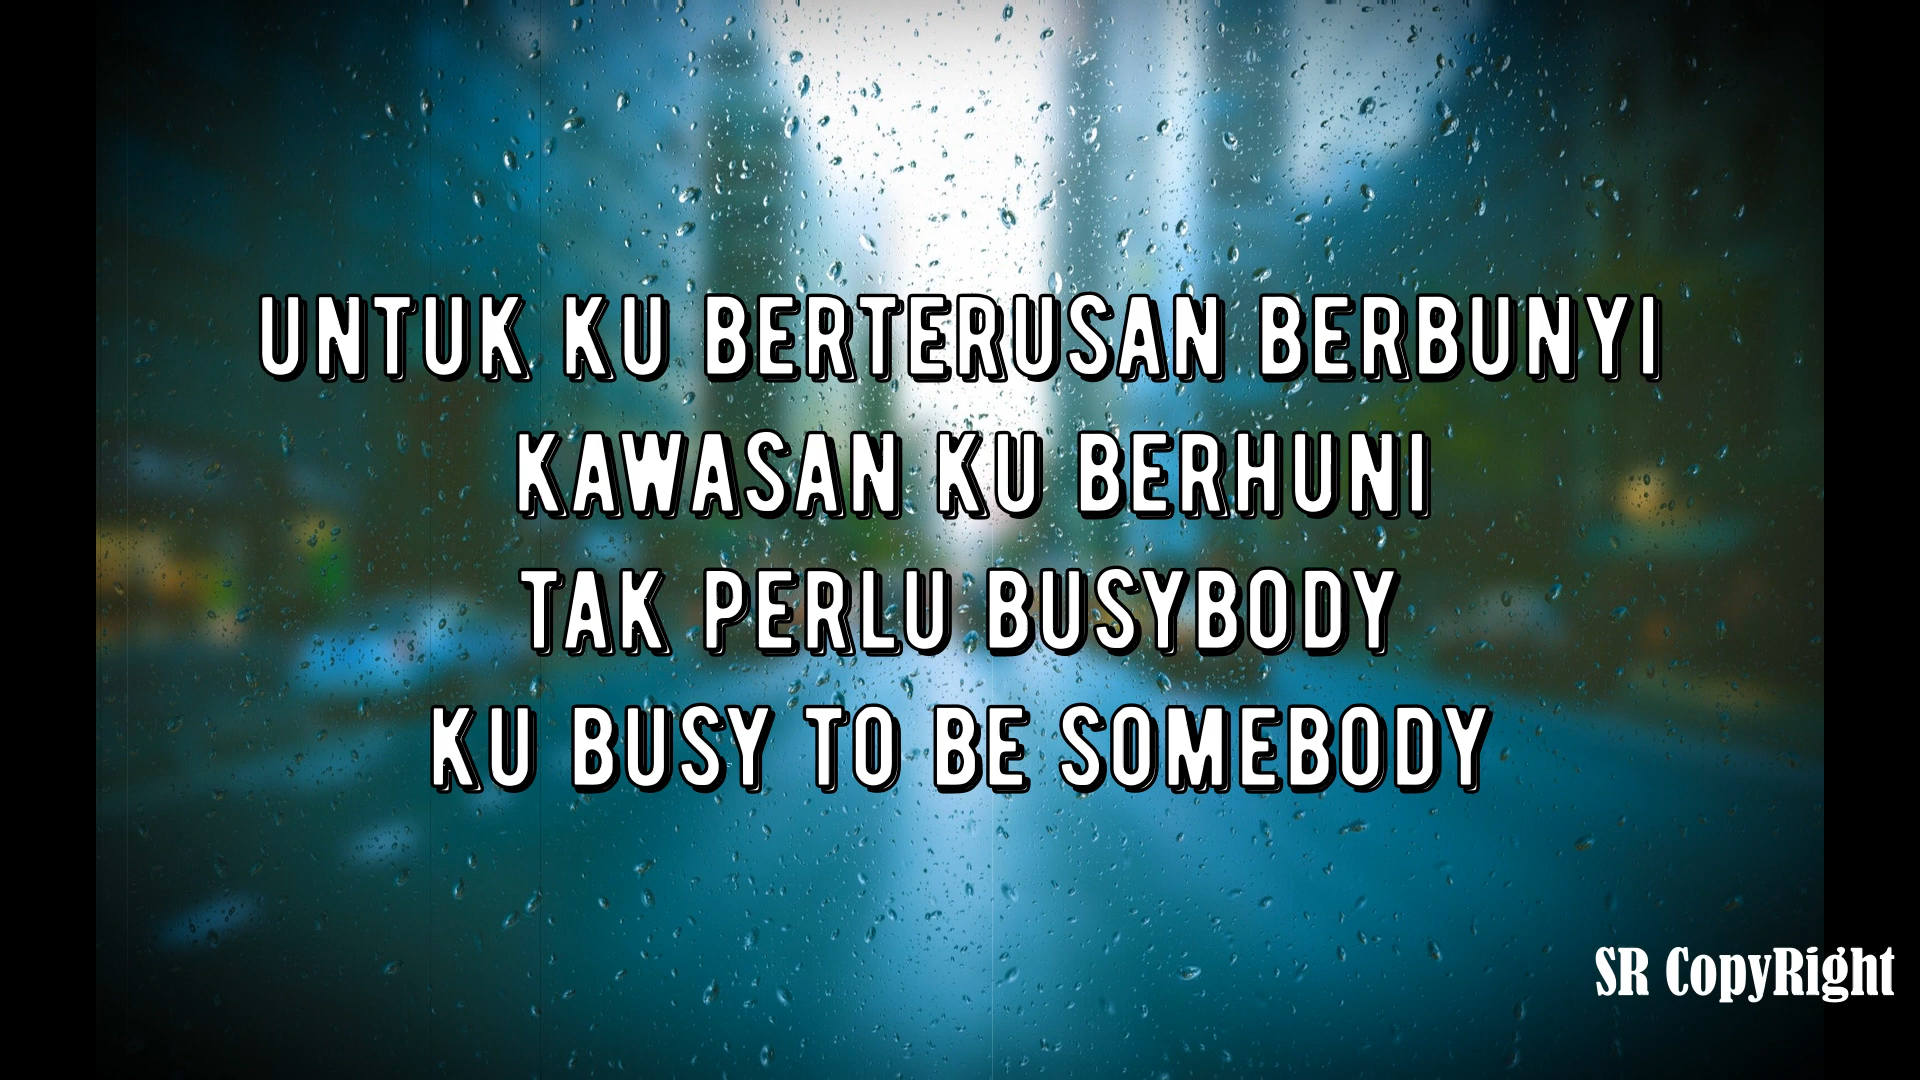 UNTUK KU BERTERUSAN BERBUNYI
KAWASAN KU BERHUNI
TAK PERLU BUSYBODY
KU BUSY TO BE SOMEBODY
SR CopyRight